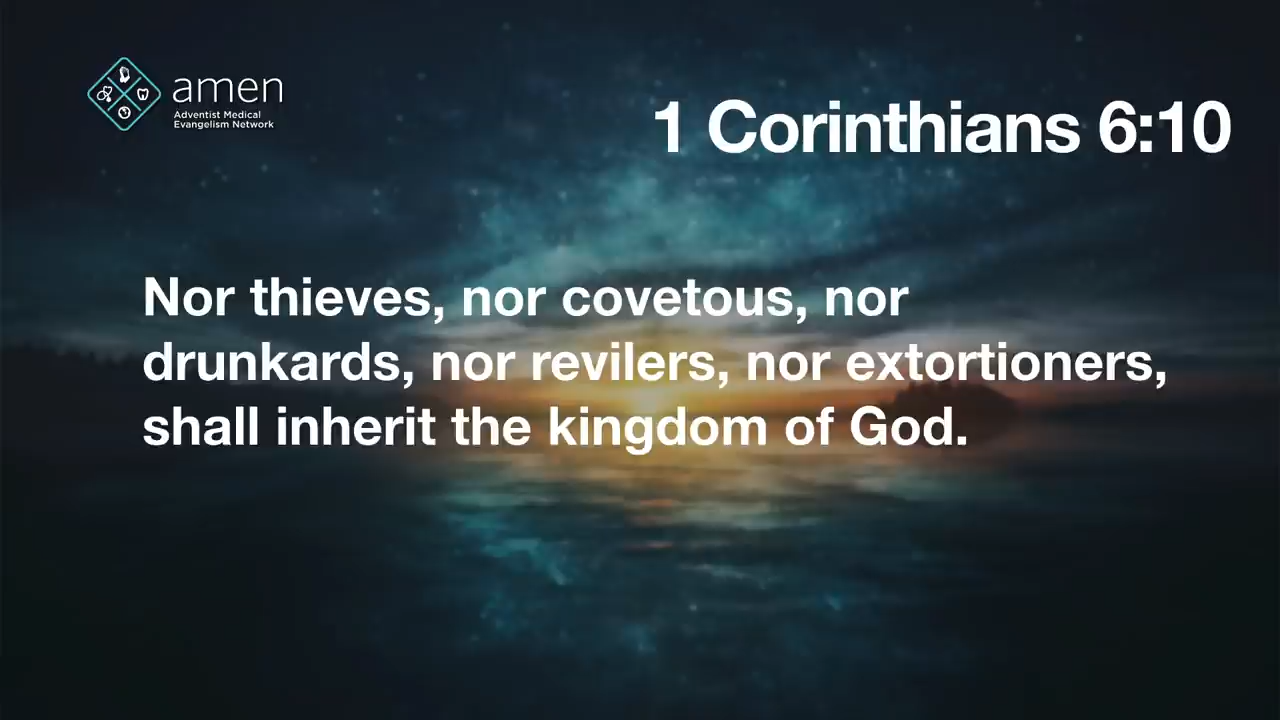 amen
Adventist Medical
Evangelism Network
1 Corinthians 6:10
Nor thieves, nor covetous, nor
drunkards, nor revilers, nor extortioners,
shall inherit the kingdom of God.